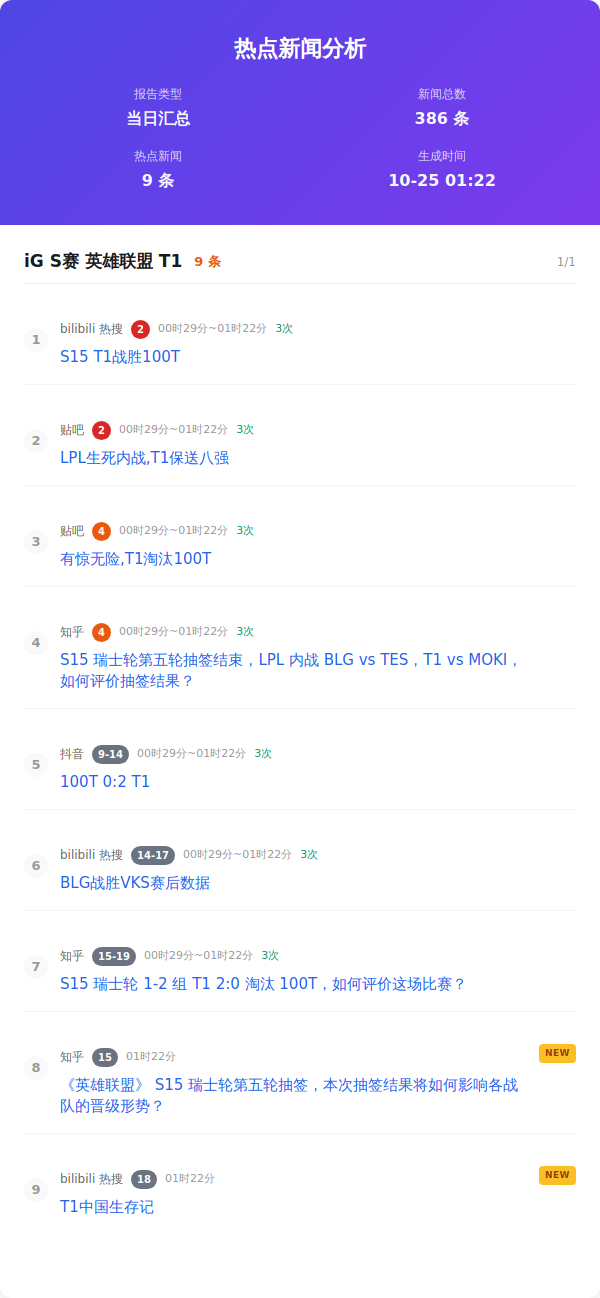 热点新闻分析
报告类型
当日汇总
新闻总数
386 条
热点新闻
9 条
生成时间
10-25 01:22
iG S赛 英雄联盟 T1 9 条 1/1
1
bilibili 热搜 2 00时29分~01时22分 3次
S15 T1战胜100T
2
贴吧 2 00时29分~01时22分 3次
LPL生死内战,T1保送八强
3
贴吧 4 00时29分~01时22分 3次
有惊无险,T1淘汰100T
4
知乎 4 00时29分~01时22分 3次
S15 瑞士轮第五轮抽签结束，LPL 内战 BLG vs TES，T1 vs MOKI，
如何评价抽签结果？
5
抖音 9-14 00时29分~01时22分 3次
100T 0:2 T1
6
bilibili 热搜 14-17 00时29分~01时22分 3次
BLG战胜VKS赛后数据
7
知乎 15-19 00时29分~01时22分 3次
S15 瑞士轮 1-2 组 T1 2:0 淘汰 100T，如何评价这场比赛？
8
知乎 15 01时22分 NEW
《英雄联盟》 S15 瑞士轮第五轮抽签，本次抽签结果将如何影响各战
队的晋级形势？
9
bilibili 热搜 18 01时22分 NEW
T1中国生存记